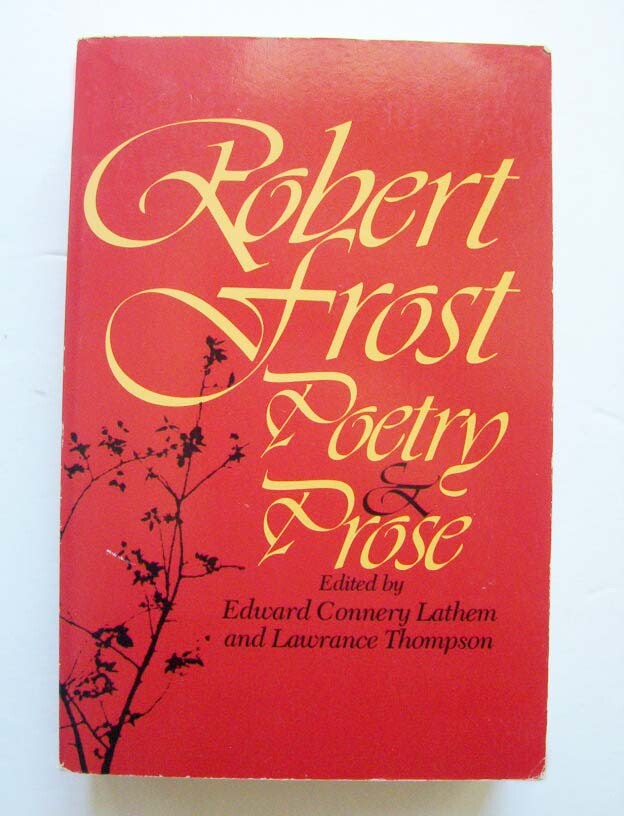 Robert
Frost
Poetry
&
Prose
Edited by
Edward Connery Lathem
and Lawrance Thompson